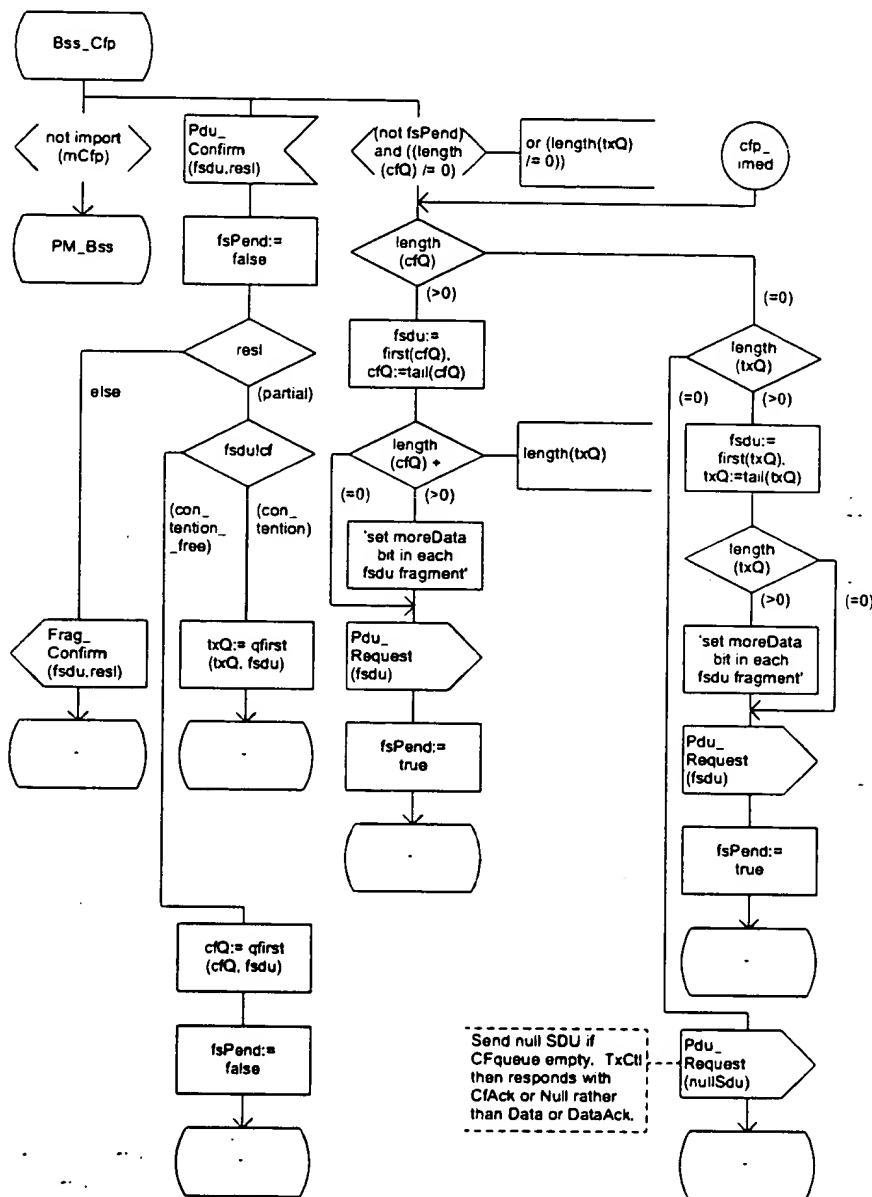 Bss_Cfp
not import
(mCfp)
PM_Bss
Pdu_
Confirm
(fsdu,resl)
fsPend:=
false
resl
else
(partial)
fsdu!cf
(con_
tention_
_free)
(con_
tention)
Frag_
Confirm
(fsdu,resl)
-
txQ:= qfirst
(txQ, fsdu)
-
cfQ:= qfirst
(cfQ, fsdu)
fsPend:=
false
-
(not fsPend)
and ((length
(cfQ) /= 0)
or (length(txQ)
/= 0))
cfp_
imed
length
(cfQ)
(>0)
(=0)
fsdu:=
first(cfQ),
cfQ:=tail(cfQ)
length
(cfQ) +
length(txQ)
(=0)
(>0)
'set moreData
bit in each
fsdu fragment'
Pdu_
Request
(fsdu)
fsPend:=
true
-
length
(txQ)
(=0)
(>0)
fsdu:=
first(txQ),
txQ:=tail(txQ)
length
(txQ)
(>0)
(=0)
'set moreData
bit in each
fsdu fragment'
Pdu_
Request
(fsdu)
fsPend:=
true
-
Send null SDU if
CFqueue empty. TxCtl
then responds with
CfAck or Null rather
than Data or DataAck.
Pdu_
Request
(nullSdu)
-